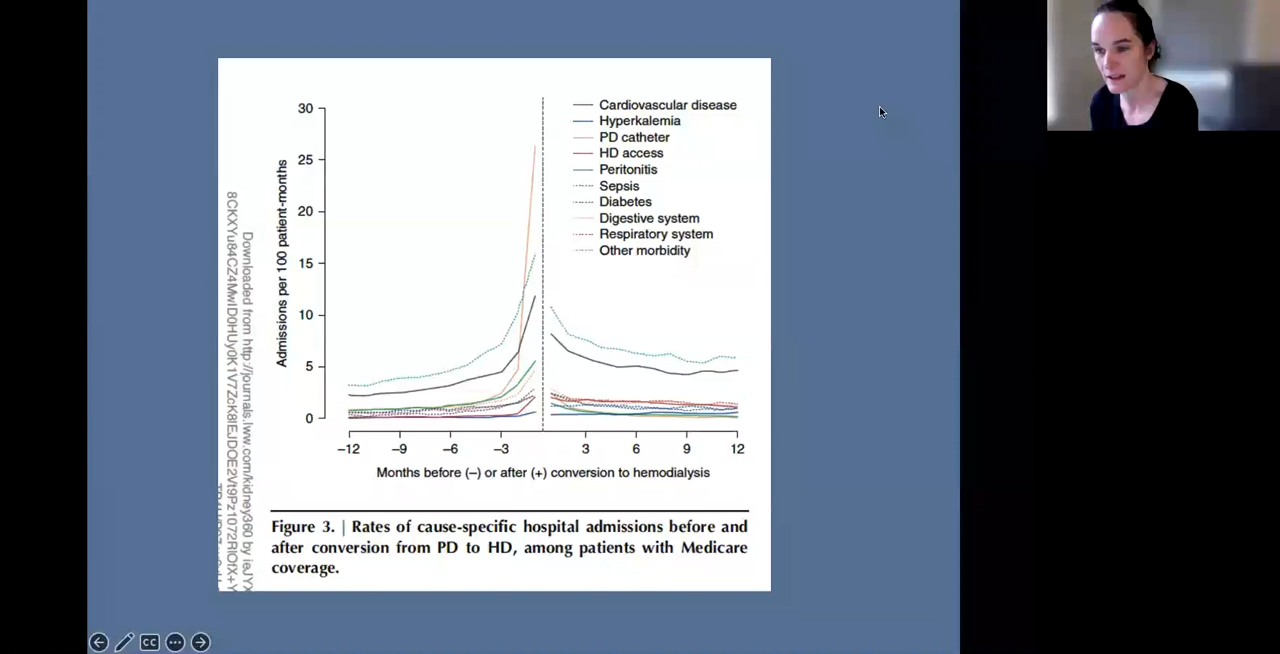 30
25
20
15
10
5
0
Admissions per 100 patient-months
Cardiovascular disease
Hyperkalemia
PD catheter
HD access
Peritonitis
Sepsis
Diabetes
Digestive system
Respiratory system
Other morbidity
−12 −9 −6 −3 3 6 9 12
Months before (–) or after (+) conversion to hemodialysis
Figure 3. | Rates of cause-specific hospital admissions before and
after conversion from PD to HD, among patients with Medicare
coverage.
Downloaded from http://journals.lww.com/kidney360 by
CC